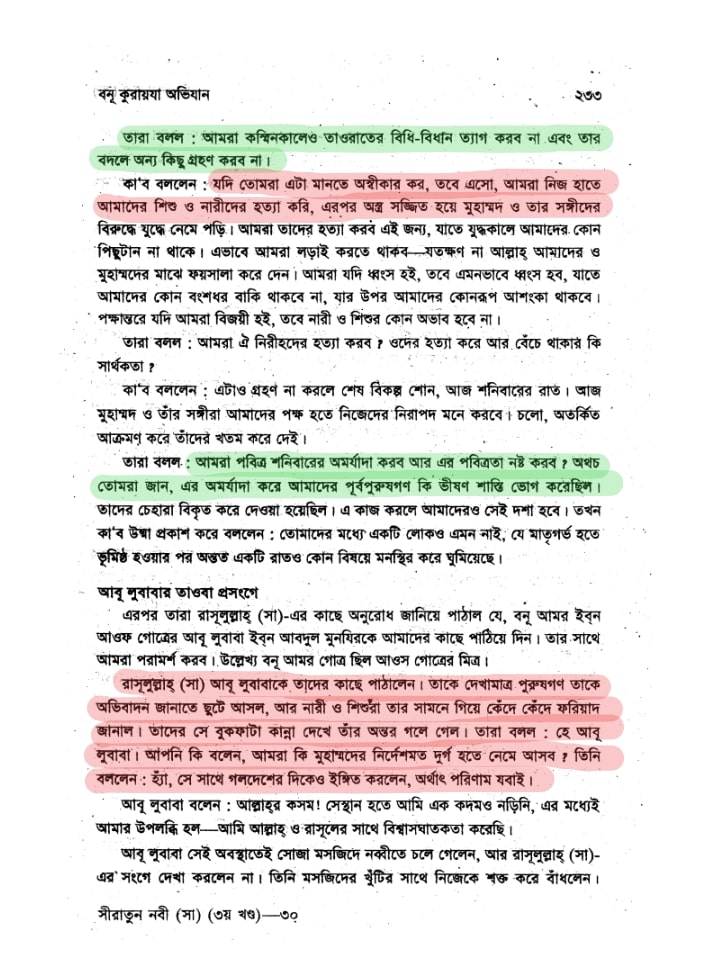 বনূ কুরায়যা অভিযান ২৩৩
তারা বলল : আমরা কস্মিনকালেও তাওরাতের বিধি-বিধান ত্যাগ করব না এবং তার
বদলে অন্য কিছু গ্রহণ করব না।
কা'ব বললেন : যদি তোমরা এটা মানতে অস্বীকার কর, তবে এসো, আমরা নিজ হাতে
আমাদের শিশু ও নারীদের হত্যা করি, এরপর অস্ত্র সজ্জিত হয়ে মুহাম্মদ ও তার সঙ্গীদের
বিরুদ্ধে যুদ্ধে নেমে পড়ি। আমরা তাদের হত্যা করব এই জন্য, যাতে যুদ্ধকালে আমাদের কোন
পিছুটান না থাকে। এভাবে আমরা লড়াই করতে থাকব—যতক্ষণ না আল্লাহ্ আমাদের ও
মুহাম্মদের মাঝে ফয়সালা করে দেন। আমরা যদি ধ্বংস হই, তবে এমনভাবে ধ্বংস হব, যাতে
আমাদের কোন বংশধর বাকি থাকবে না, যার উপর আমাদের কোনরূপ আশংকা থাকবে।
পক্ষান্তরে যদি আমরা বিজয়ী হই, তবে নারী ও শিশুর কোন অভাব হবে না।
তারা বলল : আমরা ঐ নিরীহদের হত্যা করব ? ওদের হত্যা করে আর বেঁচে থাকার কি
সার্থকতা ?
কা'ব বললেন : এটাও গ্রহণ না করলে শেষ বিকল্প শোন, আজ শনিবারের রাত। আজ
মুহাম্মদ ও তাঁর সঙ্গীরা আমাদের পক্ষ হতে নিজেদের নিরাপদ মনে করবে। চলো, অতর্কিত
আক্রমণ করে তাঁদের খতম করে দেই।
তারা বলল : আমরা পবিত্র শনিবারের অমর্যাদা করব আর এর পবিত্রতা নষ্ট করব ? অথচ
তোমরা জান, এর অমর্যাদা করে আমাদের পূর্বপুরুষগণ কি ভীষণ শাস্তি ভোগ করেছিল।
তাদের চেহারা বিকৃত করে দেওয়া হয়েছিল। এ কাজ করলে আমাদেরও সেই দশা হবে। তখন
কা'ব উষ্মা প্রকাশ করে বললেন : তোমাদের মধ্যে একটি লোকও এমন নাই, যে মাতৃগর্ভ হতে
ভূমিষ্ঠ হওয়ার পর অন্তত একটি রাতও কোন বিষয়ে মনস্থির করে ঘুমিয়েছে।
আবূ লুবাবার তাওবা প্রসংগে
এরপর তারা রাসূলুল্লাহ্ (সা)-এর কাছে অনুরোধ জানিয়ে পাঠাল যে, বনূ আমর ইব্‌ন
আওফ গোত্রের আবূ লুবাবা ইব্‌ন আবদুল মুনযিরকে আমাদের কাছে পাঠিয়ে দিন। তার সাথে
আমরা পরামর্শ করব। উল্লেখ্য বনূ আমর গোত্র ছিল আওস গোত্রের মিত্র।
রাসূলুল্লাহ্ (সা) আবূ লুবাবাকে তাদের কাছে পাঠালেন। তাকে দেখামাত্র পুরুষগণ তাকে
অভিবাদন জানাতে ছুটে আসল, আর নারী ও শিশুরা তার সামনে গিয়ে কেঁদে কেঁদে ফরিয়াদ
জানাল। তাদের সে বুকফাটা কান্না দেখে তাঁর অন্তর গলে গেল। তারা বলল : হে আবূ
লুবাবা। আপনি কি বলেন, আমরা কি মুহাম্মদের নির্দেশমত দুর্গ হতে নেমে আসব ? তিনি
বললেন : হ্যাঁ, সে সাথে গলদেশের দিকেও ইঙ্গিত করলেন, অর্থাৎ পরিণাম যবাই।
আবূ লুবাবা বলেন : আল্লাহ্‌র কসম! সেস্থান হতে আমি এক কদমও নড়িনি, এর মধ্যেই
আমার উপলব্ধি হল—আমি আল্লাহ্ ও রাসূলের সাথে বিশ্বাসঘাতকতা করেছি।
আবূ লুবাবা সেই অবস্থাতেই সোজা মসজিদে নববীতে চলে গেলেন, আর রাসূলুল্লাহ্ (সা)-
এর সংগে দেখা করলেন না। তিনি মসজিদের খুঁটির সাথে নিজেকে শক্ত করে বাঁধলেন।
সীরাতুন নবী (সা) (৩য় খণ্ড)—৩০